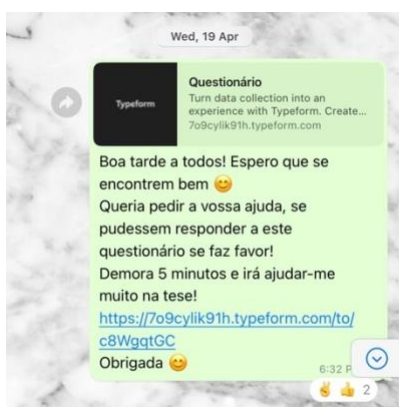 Wed, 19 Apr
Typeform
Questionário
Turn data collection into an
experience with Typeform. Create...
7o9cylik91h.typeform.com
Boa tarde a todos! Espero que se
encontrem bem 😊
Queria pedir a vossa ajuda, se
pudessem responder a este
questionário se faz favor!
Demora 5 minutos e irá ajudar-me
muito na tese!
https://7o9cylik91h.typeform.com/to/
c8WgqtGC
Obrigada 😊
6:32 P
✌️ 👍 2